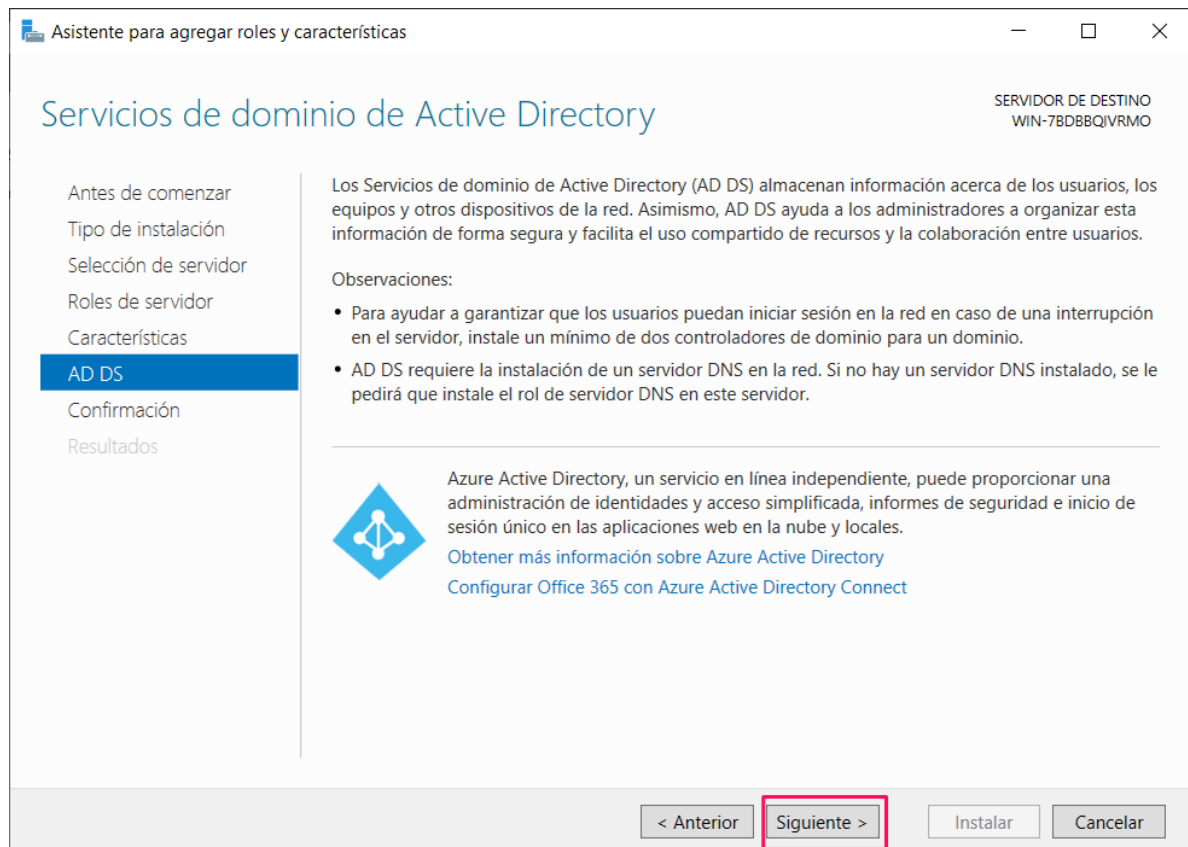 Asistente para agregar roles y características
Servicios de dominio de Active Directory
SERVIDOR DE DESTINO
WIN-7BDBBQIVRMO
Antes de comenzar
Tipo de instalación
Selección de servidor
Roles de servidor
Características
AD DS
Confirmación
Resultados
Los Servicios de dominio de Active Directory (AD DS) almacenan información acerca de los usuarios, los
equipos y otros dispositivos de la red. Asimismo, AD DS ayuda a los administradores a organizar esta
información de forma segura y facilita el uso compartido de recursos y la colaboración entre usuarios.
Observaciones:
• Para ayudar a garantizar que los usuarios puedan iniciar sesión en la red en caso de una interrupción
en el servidor, instale un mínimo de dos controladores de dominio para un dominio.
• AD DS requiere la instalación de un servidor DNS en la red. Si no hay un servidor DNS instalado, se le
pedirá que instale el rol de servidor DNS en este servidor.
Azure Active Directory, un servicio en línea independiente, puede proporcionar una
administración de identidades y acceso simplificada, informes de seguridad e inicio de
sesión único en las aplicaciones web en la nube y locales.
Obtener más información sobre Azure Active Directory
Configurar Office 365 con Azure Active Directory Connect
< Anterior
Siguiente >
Instalar
Cancelar